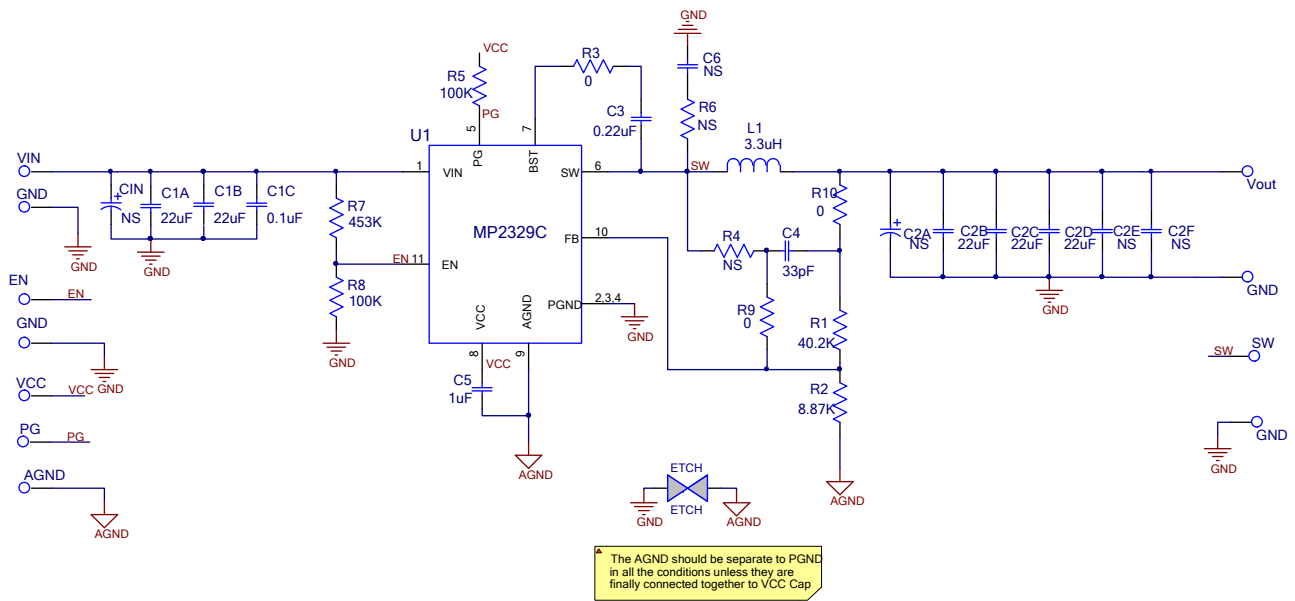 GND
C6
NS
VCC
R3
0
R5
100K
PG
R6
NS
C3
0.22uF
L1
3.3uH
U1
5
7
PG
BST
VIN
1
VIN
SW
6
SW
Vout
GND
CIN
NS
C1A
22uF
C1B
22uF
C1C
0.1uF
R7
453K
R10
0
MP2329C
FB
10
R4
NS
C4
33pF
C2A
NS
C2B
22uF
C2C
22uF
C2D
22uF
C2E
NS
C2F
NS
GND
GND
EN
11
EN
EN
EN
R8
100K
PGND
2,3,4
GND
R9
0
R1
40.2K
GND
GND
GND
VCC
AGND
8
9
VCC
GND
GND
SW
SW
VCC
VCC
C5
1uF
R2
8.87K
PG
PG
GND
GND
AGND
AGND
AGND
ETCH
ETCH
GND
AGND
AGND
The AGND should be separate to PGND
in all the conditions unless they are
finally connected together to VCC Cap